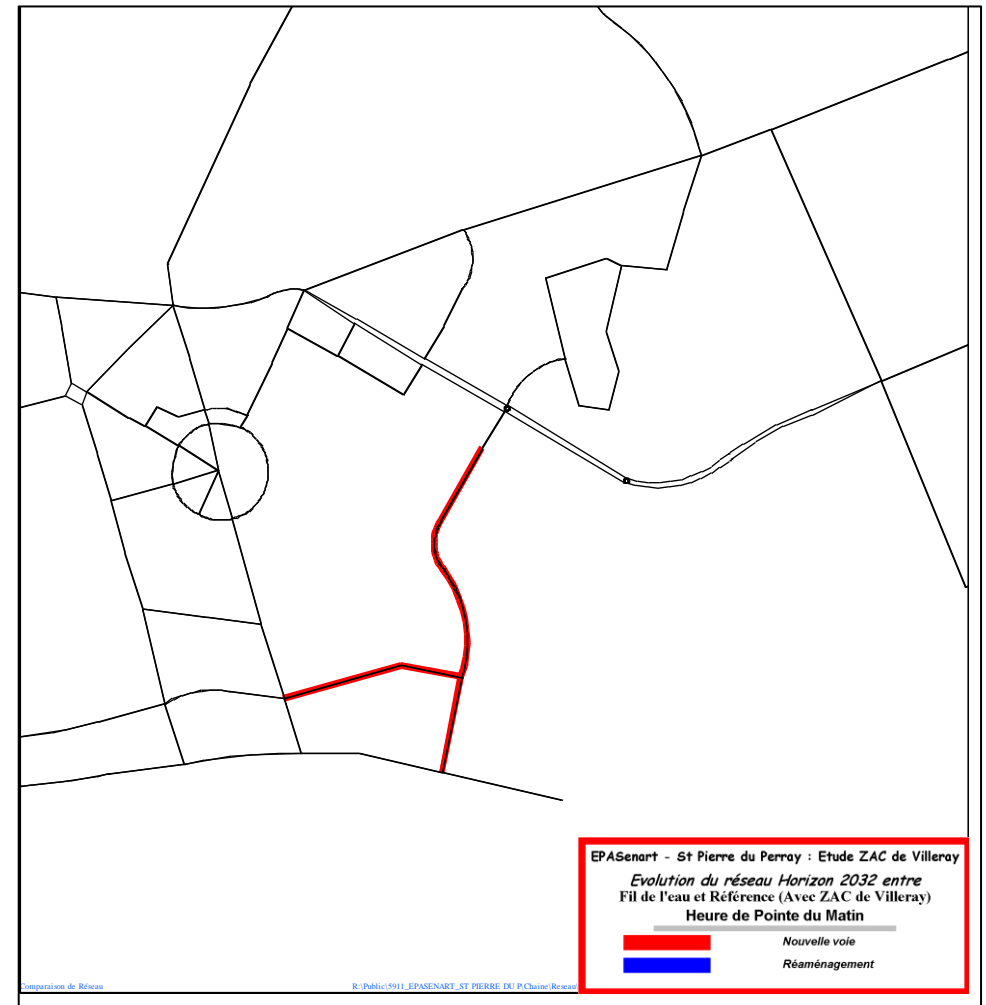 EPASenart - St Pierre du Perray : Etude ZAC de Villeray
Evolution du réseau Horizon 2032 entre
Fil de l'eau et Référence (Avec ZAC de Villeray)
Heure de Pointe du Matin
Nouvelle voie
Réaménagement
Comparaison de Réseau
R:\Public\5911_EPASENART_ST PIERRE DU P\Chaine\Reseau\